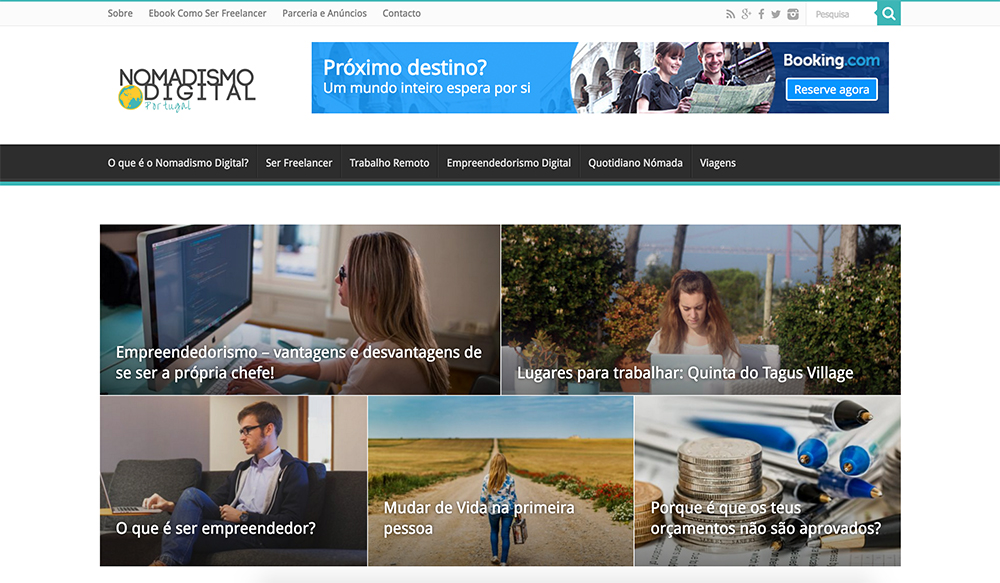 Sobre Ebook Como Ser Freelancer Parceria e Anúncios Contacto Pesquisa
NOMADISMO
DIGITAL
Portugal
Próximo destino?
Um mundo inteiro espera por si
Booking.com
Reserve agora
O que é o Nomadismo Digital? Ser Freelancer Trabalho Remoto Empreendedorismo Digital Quotidiano Nómada Viagens
Empreendedorismo – vantagens e desvantagens de
se ser a própria chefe!
Lugares para trabalhar: Quinta do Tagus Village
O que é ser empreendedor?
Mudar de Vida na primeira
pessoa
Porque é que os teus
orçamentos não são aprovados?